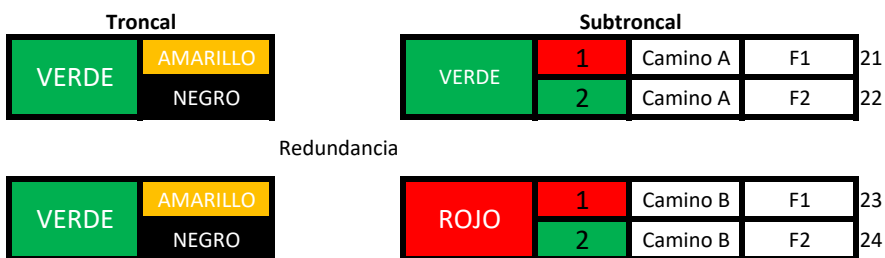 Troncal Subtroncal
VERDE AMARILLO VERDE 1 Camino A F1 21
NEGRO 2 Camino A F2 22
Redundancia
VERDE AMARILLO ROJO 1 Camino B F1 23
NEGRO 2 Camino B F2 24